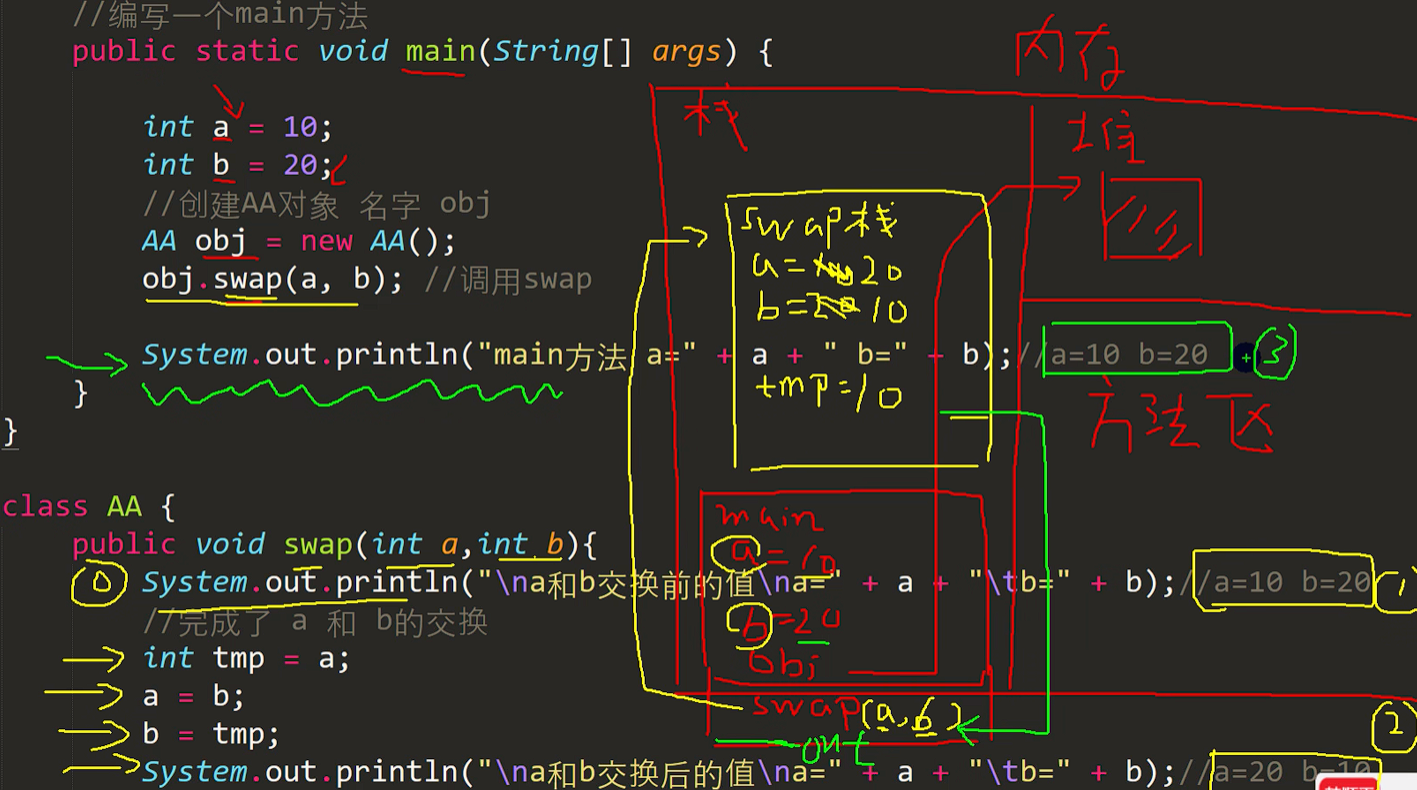 //编写一个main方法
public static void main(String[] args) {
内存
栈
堆
int a = 10;
int b = 20;
//创建AA对象 名字 obj
AA obj = new AA();
obj.swap(a, b); //调用swap
swap栈
a= 20
b=20 10
System.out.println("main方法 a=" + a + " b=" + b);//a=10 b=20
3
tmp=10
方法区
}
}
class AA {
main
public void swap(int a,int b){
a=10
System.out.println("\na和b交换前的值\na=" + a + "\tb=" + b);//a=10 b=20
1
//完成了 a 和 b的交换
b=20
int tmp = a;
obj
a = b;
swap(a,b)
b = tmp;
2
out
System.out.println("\na和b交换后的值\na=" + a + "\tb=" + b);//a=20 b=10